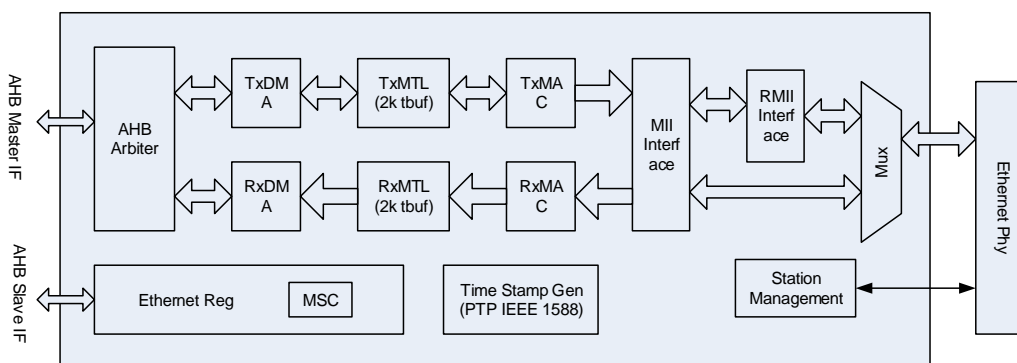 AHB Master IF
AHB Slave IF
AHB
Arbiter
TxDM
A
TxMTL
(2k tbuf)
TxMA
C
MII
Interf
ace
RMII
Interf
ace
Mux
Ethernet Phy
RxDM
A
RxMTL
(2k tbuf)
RxMA
C
Ethernet Reg
MSC
Time Stamp Gen
(PTP IEEE 1588)
Station
Management